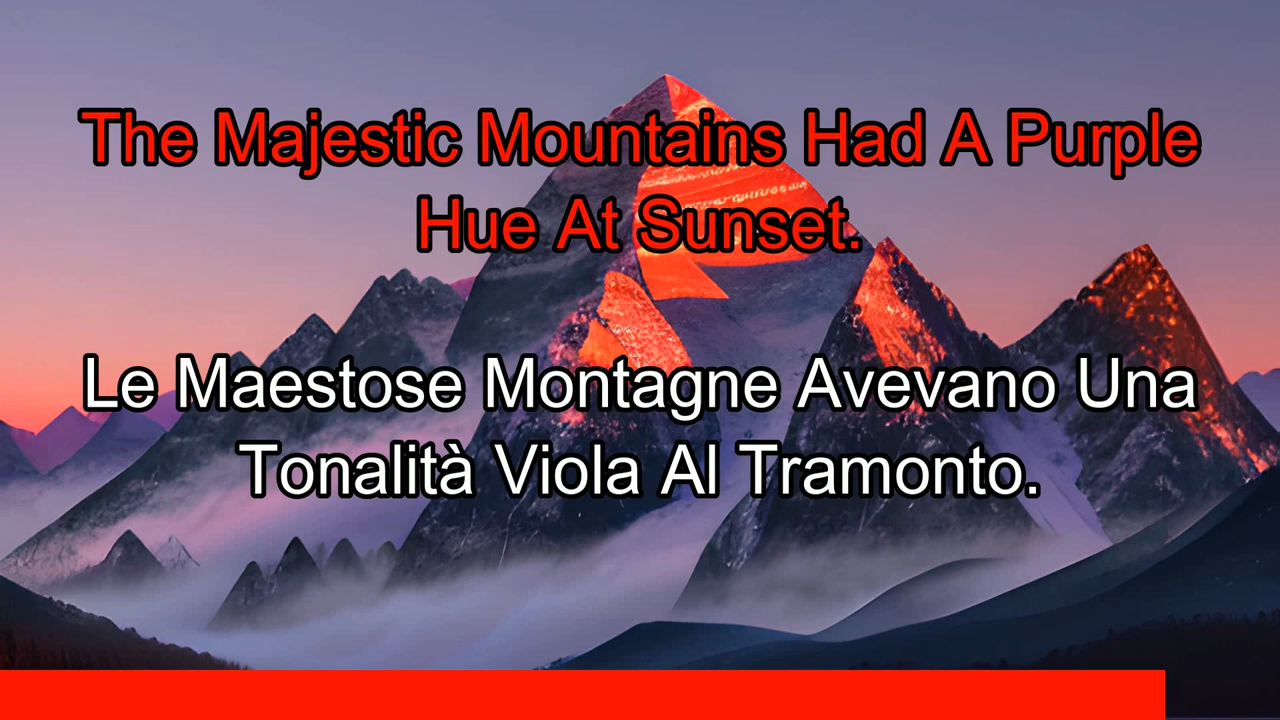 The Majestic Mountains Had A Purple
Hue At Sunset.
Le Maestose Montagne Avevano Una
Tonalità Viola Al Tramonto.